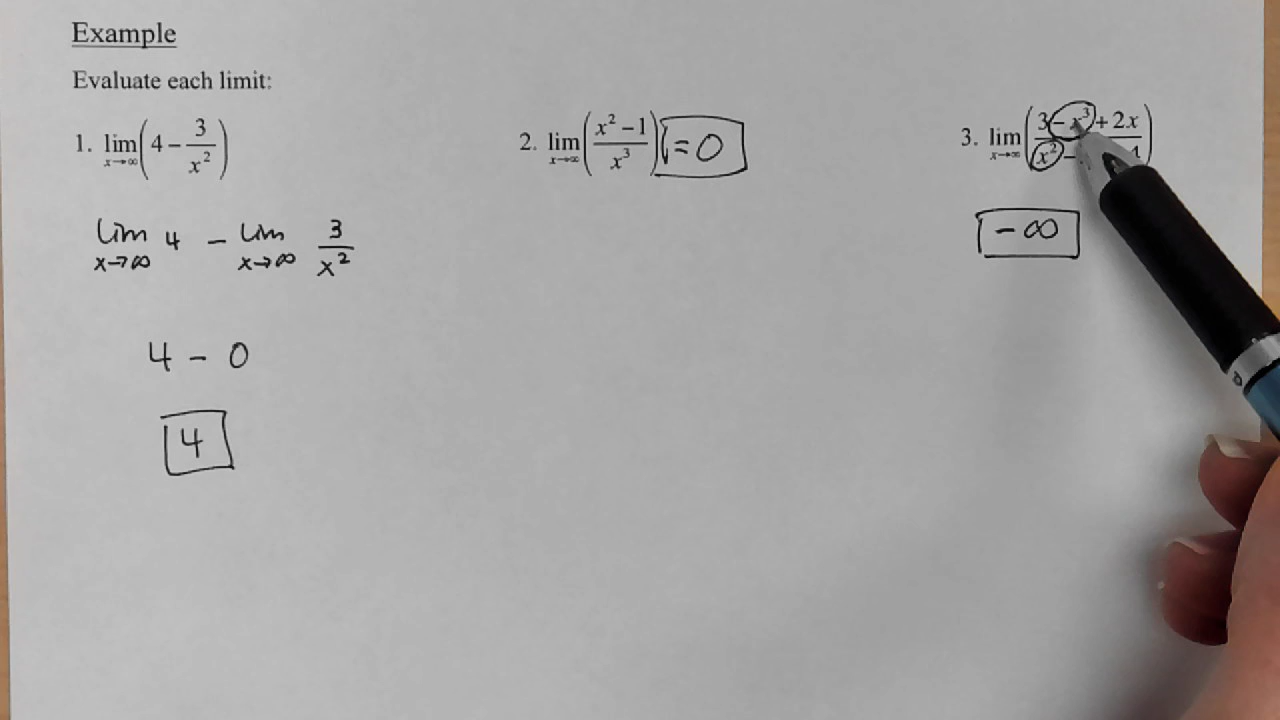 Example
Evaluate each limit:
1. lim x→∞ (4 − 3/x²)
2. lim x→∞ ((x² − 1)/x³) = 0
3. lim x→∞ ((3 − x³ + 2x)/(x² −
lim x→∞ 4 − lim x→∞ 3/x²
− ∞
4 − 0
4